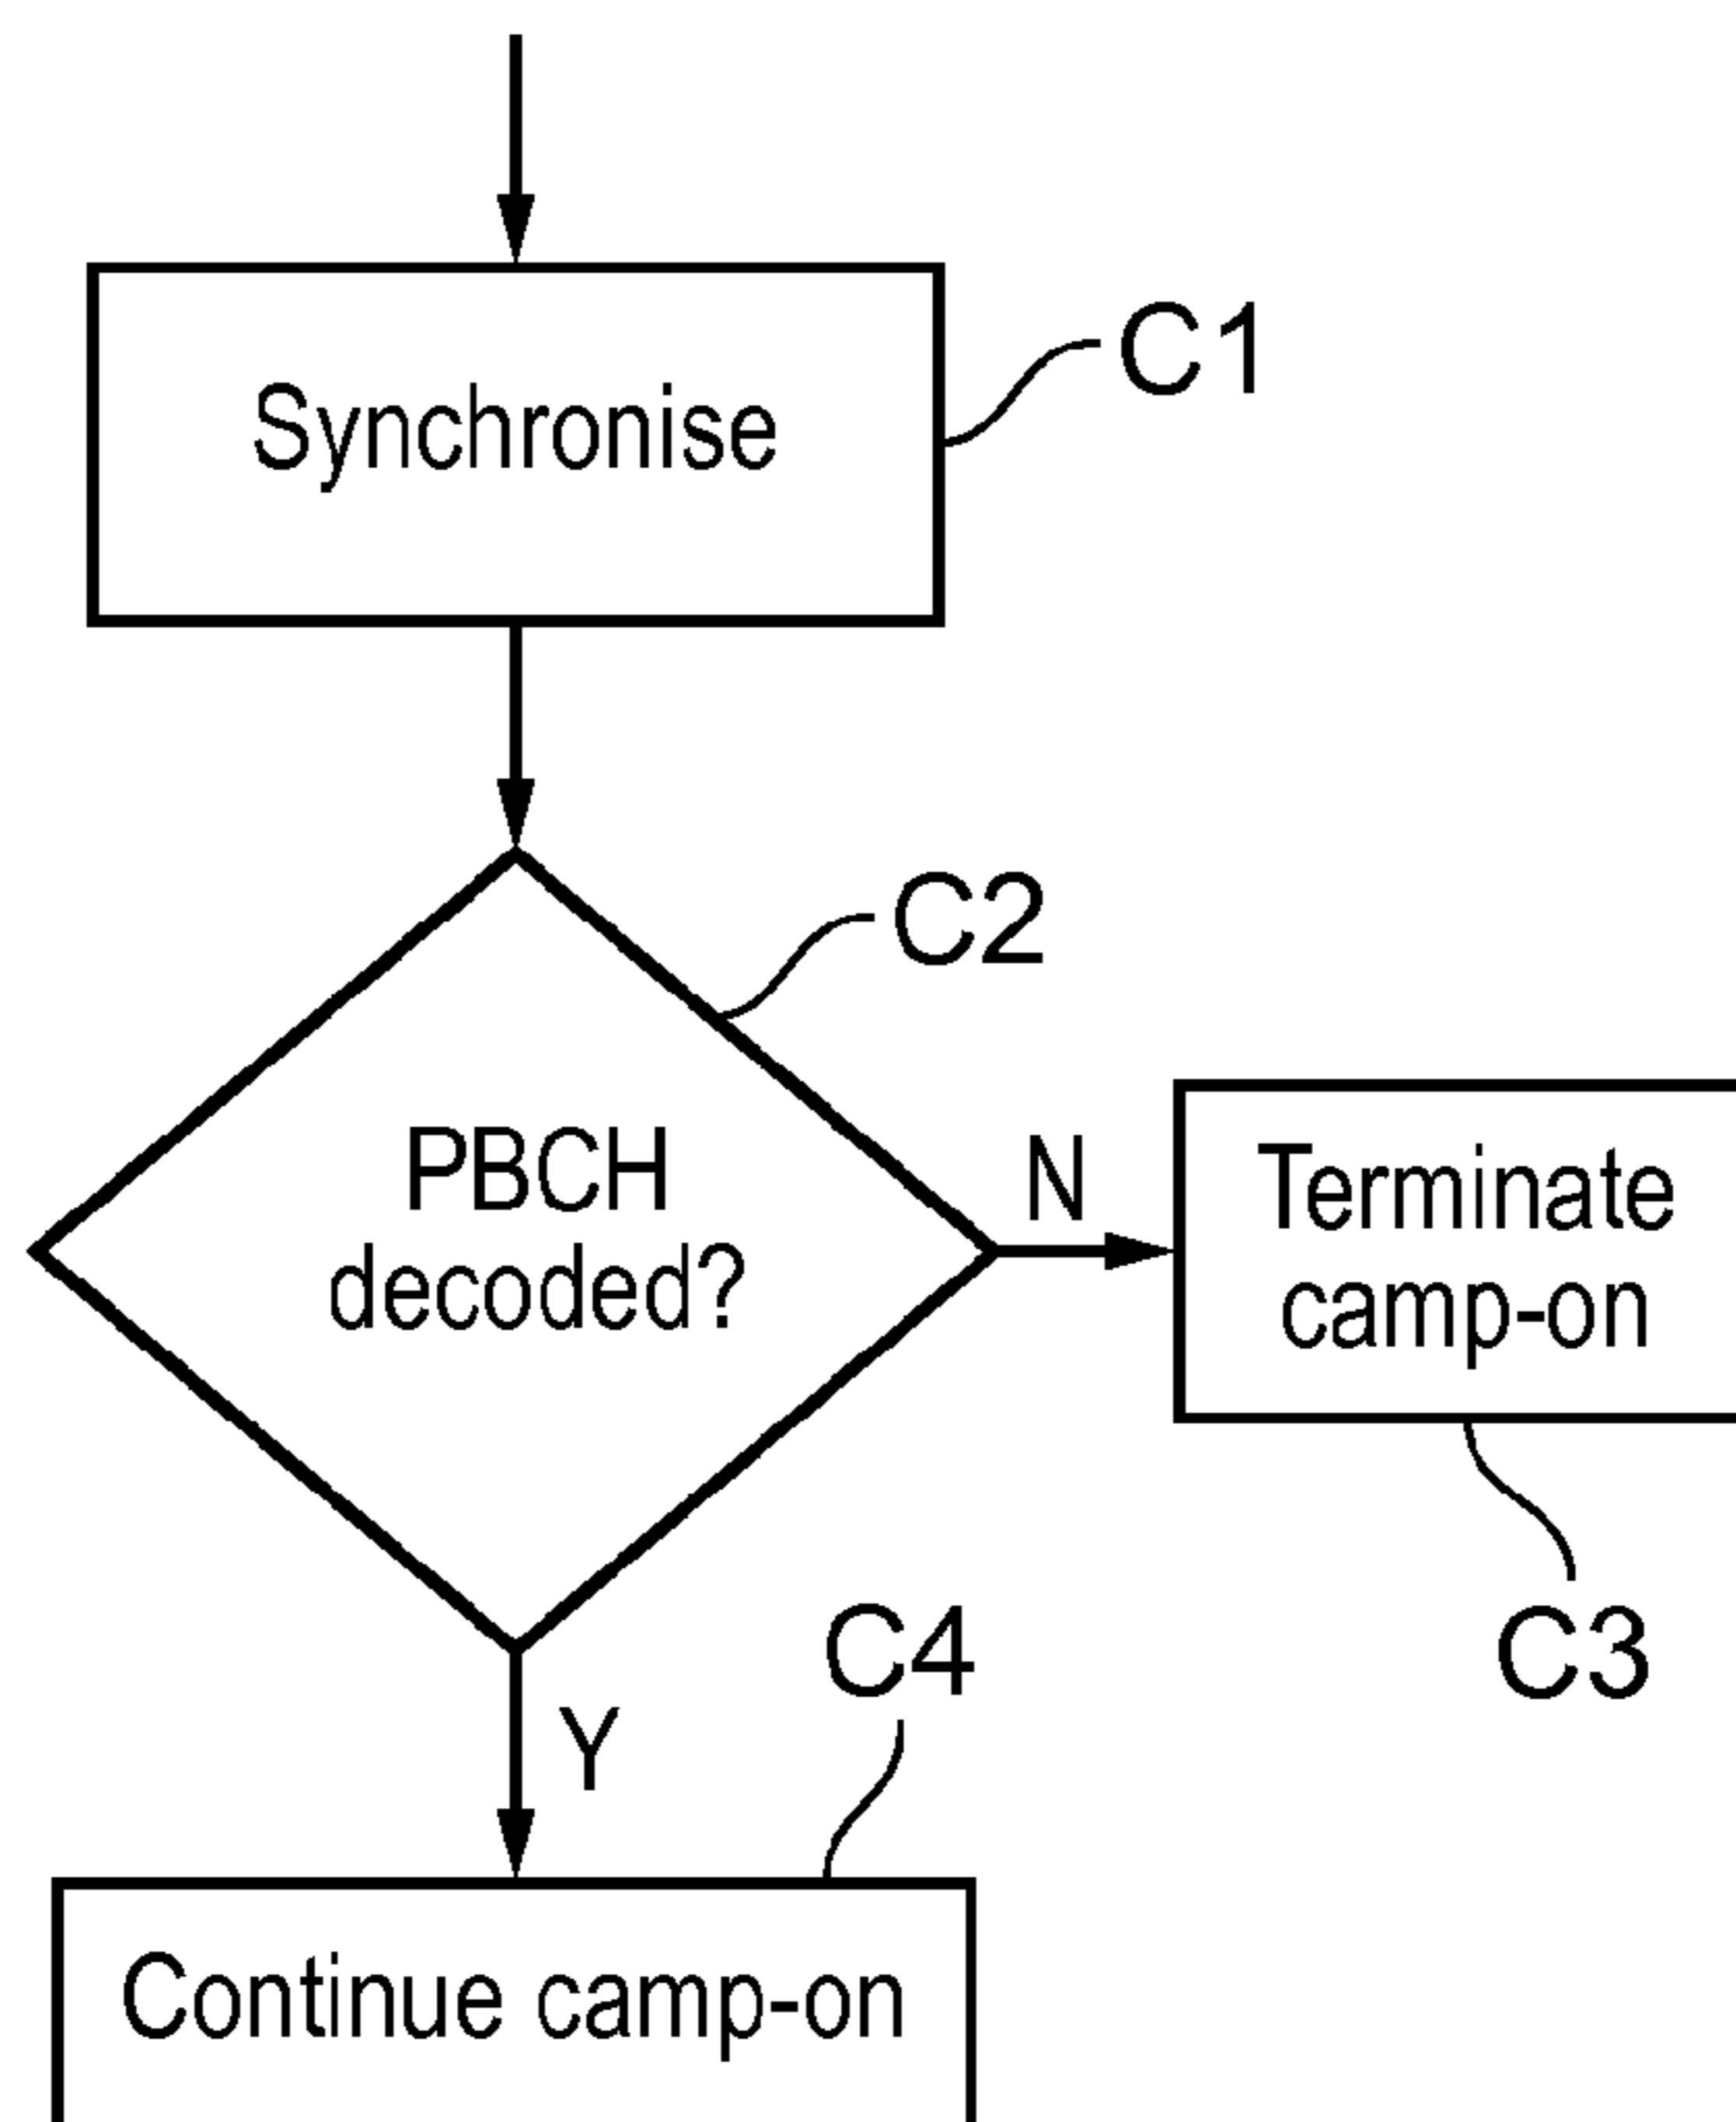 Synchronise
C1
C2
PBCH
decoded?
N
Terminate
camp-on
C3
C4
Y
Continue camp-on